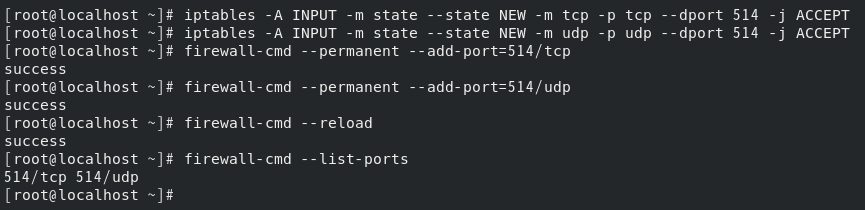 [root@localhost ~]# iptables -A INPUT -m state --state NEW -m tcp -p tcp --dport 514 -j ACCEPT
[root@localhost ~]# iptables -A INPUT -m state --state NEW -m udp -p udp --dport 514 -j ACCEPT
[root@localhost ~]# firewall-cmd --permanent --add-port=514/tcp
success
[root@localhost ~]# firewall-cmd --permanent --add-port=514/udp
success
[root@localhost ~]# firewall-cmd --reload
success
[root@localhost ~]# firewall-cmd --list-ports
514/tcp 514/udp
[root@localhost ~]#